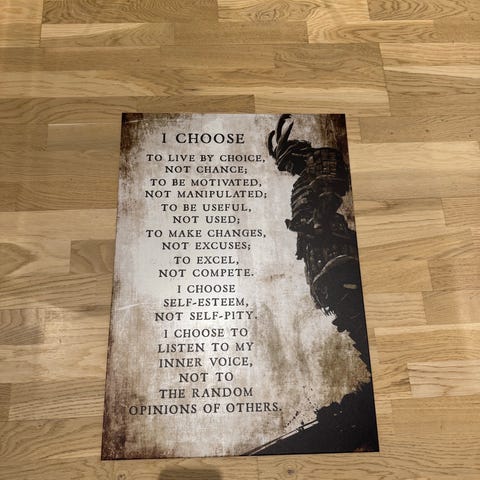 I CHOOSE
TO LIVE BY CHOICE,
NOT CHANCE;
TO BE MOTIVATED,
NOT MANIPULATED;
TO BE USEFUL,
NOT USED;
TO MAKE CHANGES,
NOT EXCUSES;
TO EXCEL,
NOT COMPETE.
I CHOOSE
SELF-ESTEEM,
NOT SELF-PITY.
I CHOOSE TO
LISTEN TO MY
INNER VOICE,
NOT TO
THE RANDOM
OPINIONS OF OTHERS.